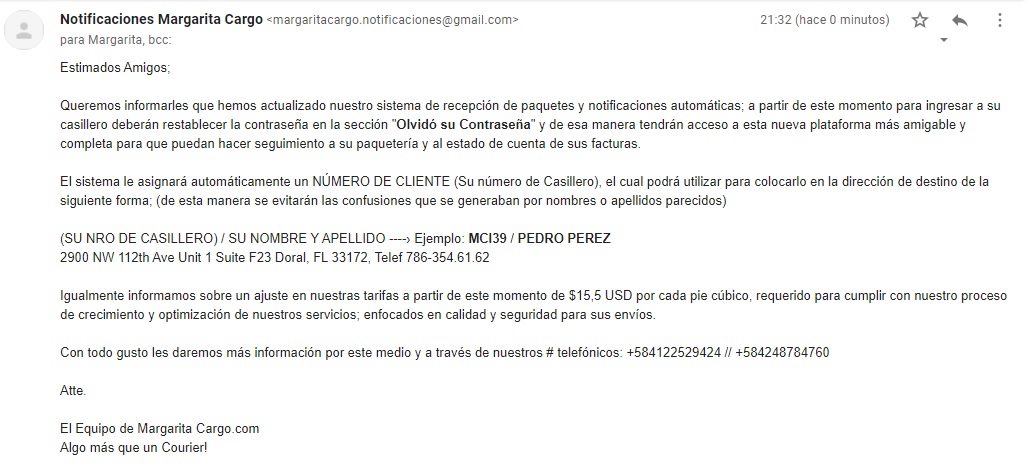 Notificaciones Margarita Cargo <margaritacargo.notificaciones@gmail.com> 21:32 (hace 0 minutos)
para Margarita, bcc:
Estimados Amigos;
Queremos informarles que hemos actualizado nuestro sistema de recepción de paquetes y notificaciones automáticas; a partir de este momento para ingresar a su
casillero deberán restablecer la contraseña en la sección "Olvidó su Contraseña" y de esa manera tendrán acceso a esta nueva plataforma más amigable y
completa para que puedan hacer seguimiento a su paquetería y al estado de cuenta de sus facturas.
El sistema le asignará automáticamente un NÚMERO DE CLIENTE (Su número de Casillero), el cual podrá utilizar para colocarlo en la dirección de destino de la
siguiente forma; (de esta manera se evitarán las confusiones que se generaban por nombres o apellidos parecidos)
(SU NRO DE CASILLERO) / SU NOMBRE Y APELLIDO ----› Ejemplo: MCI39 / PEDRO PEREZ
2900 NW 112th Ave Unit 1 Suite F23 Doral, FL 33172, Telef 786-354.61.62
Igualmente informamos sobre un ajuste en nuestras tarifas a partir de este momento de $15,5 USD por cada pie cúbico, requerido para cumplir con nuestro proceso
de crecimiento y optimización de nuestros servicios; enfocados en calidad y seguridad para sus envíos.
Con todo gusto les daremos más información por este medio y a través de nuestros # telefónicos: +584122529424 // +584248784760
Atte.
El Equipo de Margarita Cargo.com
Algo más que un Courier!